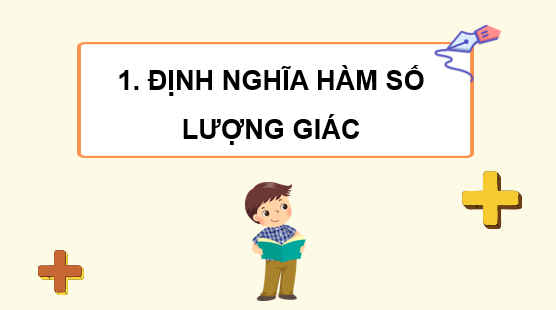 1. ĐỊNH NGHĨA HÀM SỐ
LƯỢNG GIÁC